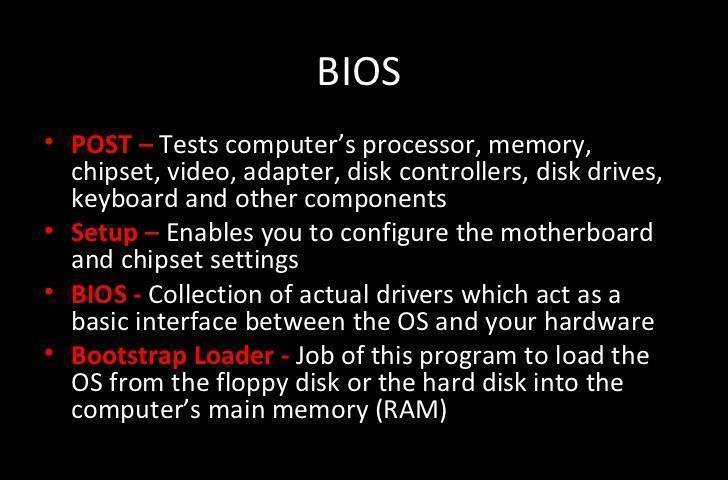 BIOS
• POST – Tests computer’s processor, memory,
chipset, video, adapter, disk controllers, disk drives,
keyboard and other components
• Setup – Enables you to configure the motherboard
and chipset settings
• BIOS - Collection of actual drivers which act as a
basic interface between the OS and your hardware
• Bootstrap Loader - Job of this program to load the
OS from the floppy disk or the hard disk into the
computer’s main memory (RAM)